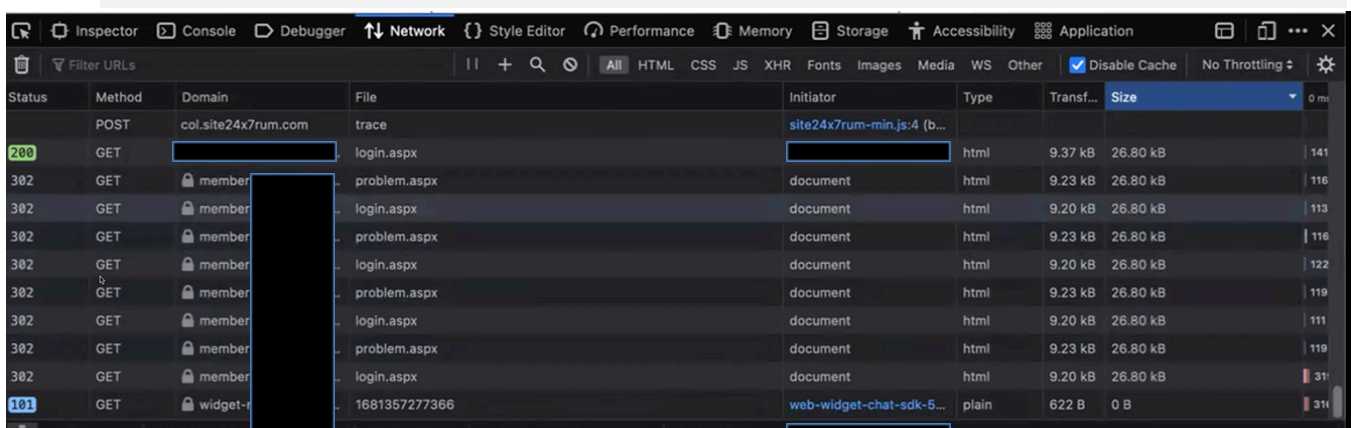 Inspector Console Debugger Network Style Editor Performance Memory Storage Accessibility Application
Filter URLs All HTML CSS JS XHR Fonts Images Media WS Other Disable Cache No Throttling
Status Method Domain File Initiator Type Transf... Size 0 ms
POST col.site24x7rum.com trace site24x7rum-min.js:4 (b...
200 GET login.aspx html 9.37 kB 26.80 kB 141
302 GET member problem.aspx document html 9.23 kB 26.80 kB 116
302 GET member login.aspx document html 9.20 kB 26.80 kB 113
302 GET member problem.aspx document html 9.23 kB 26.80 kB 116
302 GET member login.aspx document html 9.20 kB 26.80 kB 122
302 GET member problem.aspx document html 9.23 kB 26.80 kB 119
302 GET member login.aspx document html 9.20 kB 26.80 kB 111
302 GET member problem.aspx document html 9.23 kB 26.80 kB 119
302 GET member login.aspx document html 9.20 kB 26.80 kB
101 GET widget- 1681357277366 web-widget-chat-sdk-5... plain 622 B 0 B